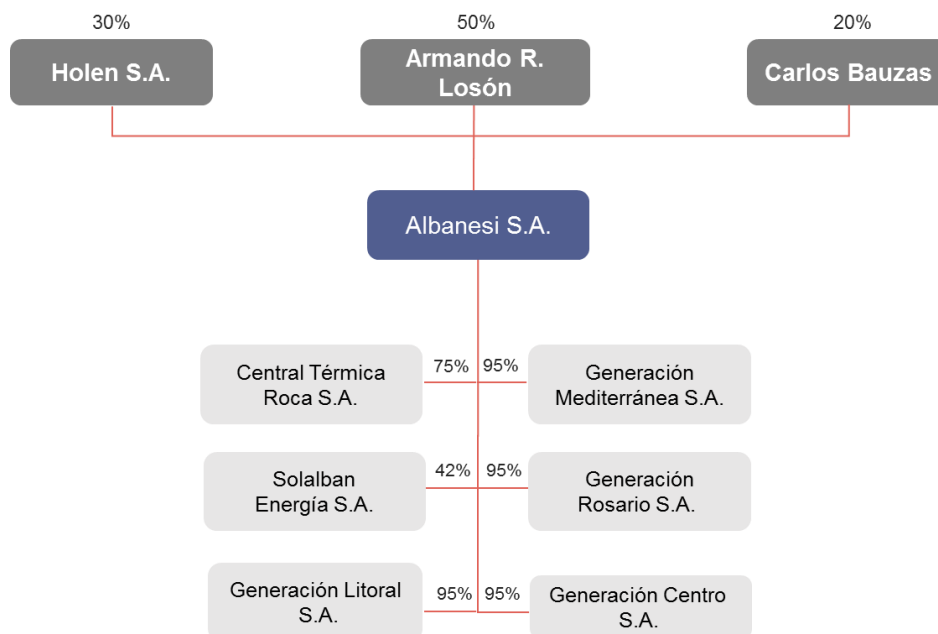 30%
50%
20%
Holen S.A.
Armando R.
Losón
Carlos Bauzas
Albanesi S.A.
Central Térmica
Roca S.A.
75%
95%
Generación
Mediterránea S.A.
Solalban
Energía S.A.
42%
95%
Generación
Rosario S.A.
Generación Litoral
S.A.
95%
95%
Generación Centro
S.A.